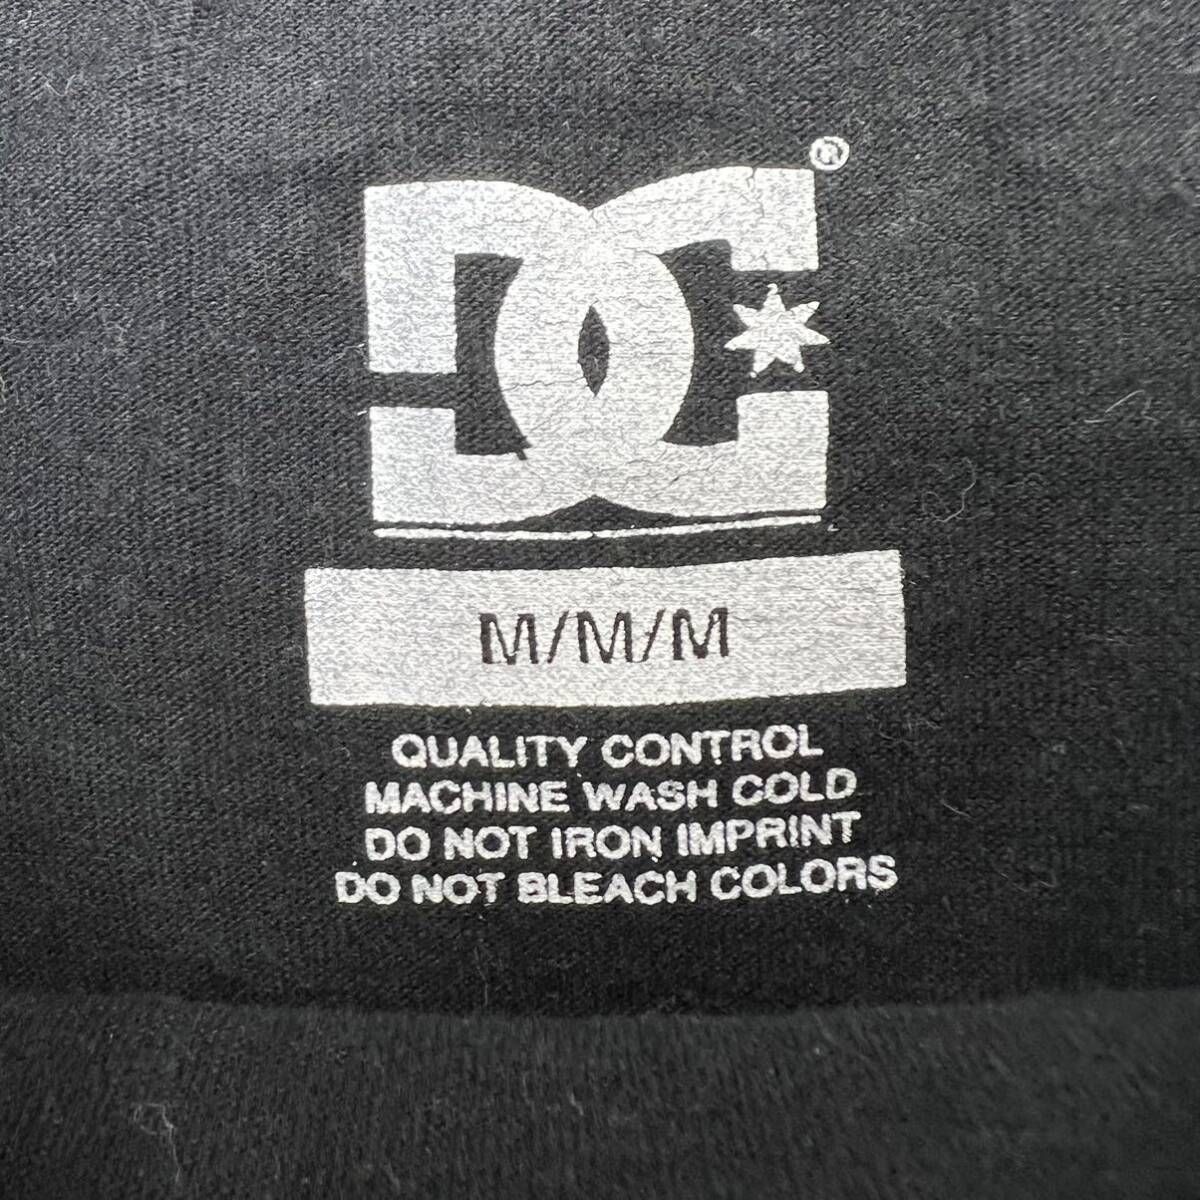 DC®
M/M/M
QUALITY CONTROL
MACHINE WASH COLD
DO NOT IRON IMPRINT
DO NOT BLEACH COLORS